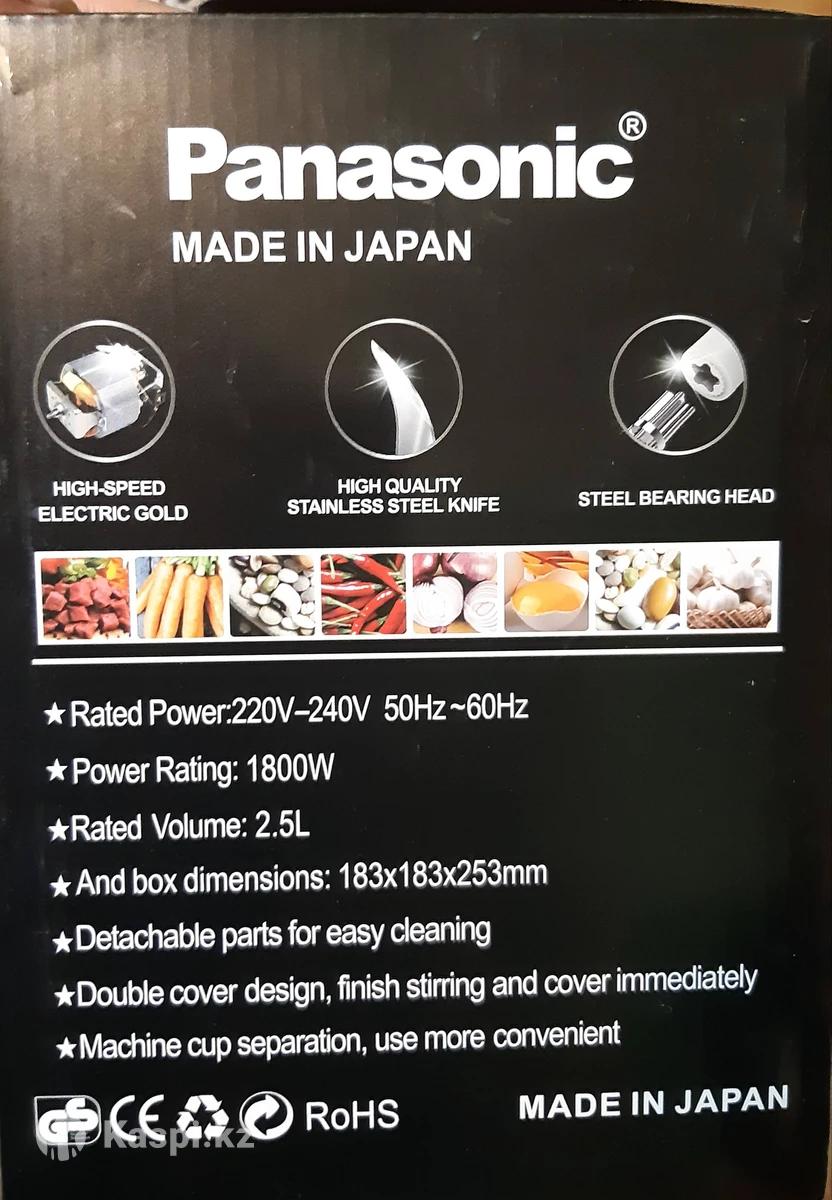 Panasonic®
MADE IN JAPAN
HIGH-SPEED
ELECTRIC GOLD
HIGH QUALITY
STAINLESS STEEL KNIFE
STEEL BEARING HEAD
★Rated Power:220V–240V 50Hz~60Hz
★Power Rating: 1800W
★Rated Volume: 2.5L
★And box dimensions: 183x183x253mm
★Detachable parts for easy cleaning
★Double cover design, finish stirring and cover immediately
★Machine cup separation, use more convenient
GS CE RoHS MADE IN JAPAN
Kaspi.kz